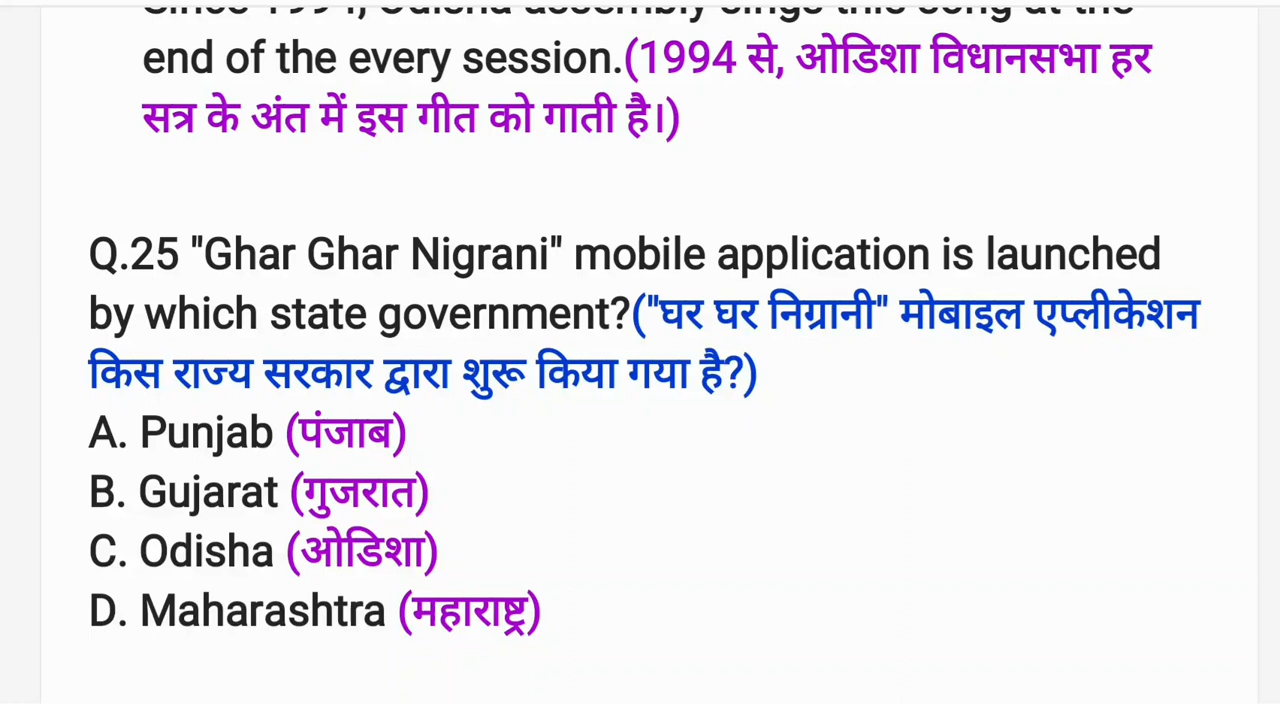 end of the every session.(1994 से, ओडिशा विधानसभा हर
सत्र के अंत में इस गीत को गाती है।)
Q.25 "Ghar Ghar Nigrani" mobile application is launched
by which state government?("घर घर निग्रानी" मोबाइल एप्लीकेशन
किस राज्य सरकार द्वारा शुरू किया गया है?)
A. Punjab (पंजाब)
B. Gujarat (गुजरात)
C. Odisha (ओडिशा)
D. Maharashtra (महाराष्ट्र)